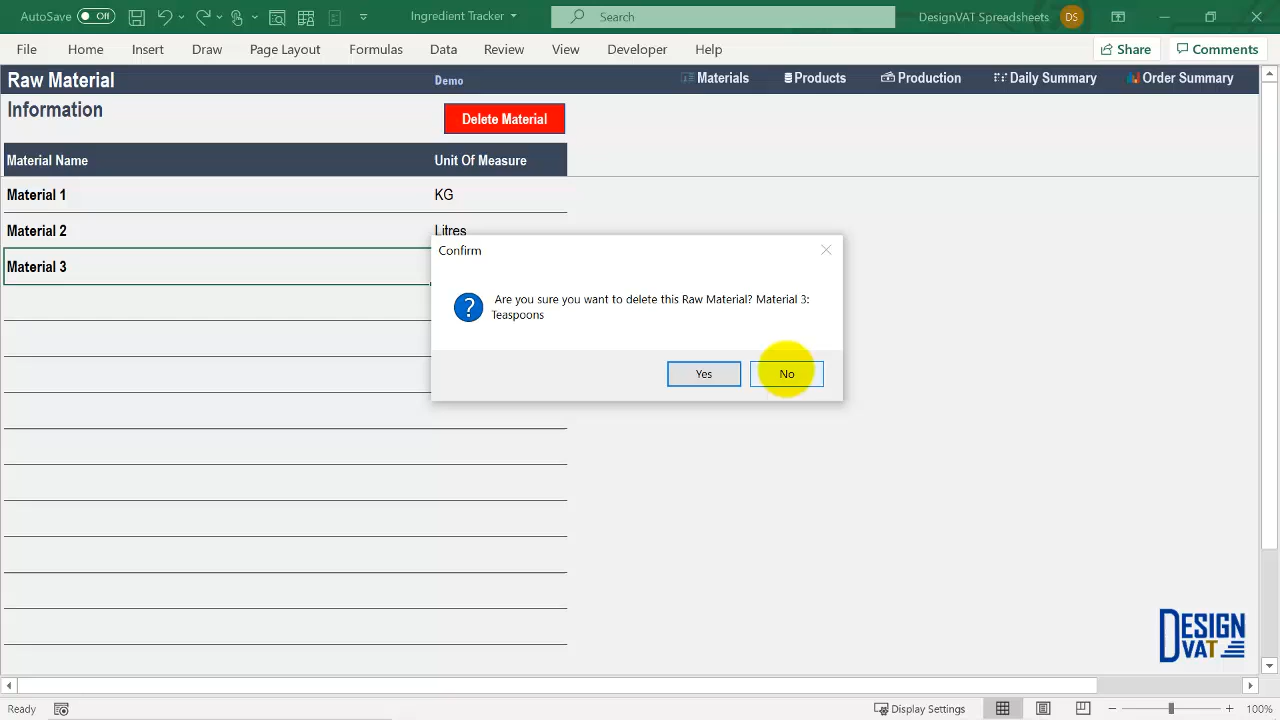 AutoSave Off Ingredient Tracker Search DesignVAT Spreadsheets DS
File Home Insert Draw Page Layout Formulas Data Review View Developer Help Share Comments
Raw Material Demo Materials Products Production Daily Summary Order Summary
Information
Delete Material
Material Name Unit Of Measure
Material 1 KG
Material 2 Litres
Material 3
Confirm
? Are you sure you want to delete this Raw Material? Material 3:
Teaspoons
Yes No
DESIGN
VAT
Ready Display Settings 100%